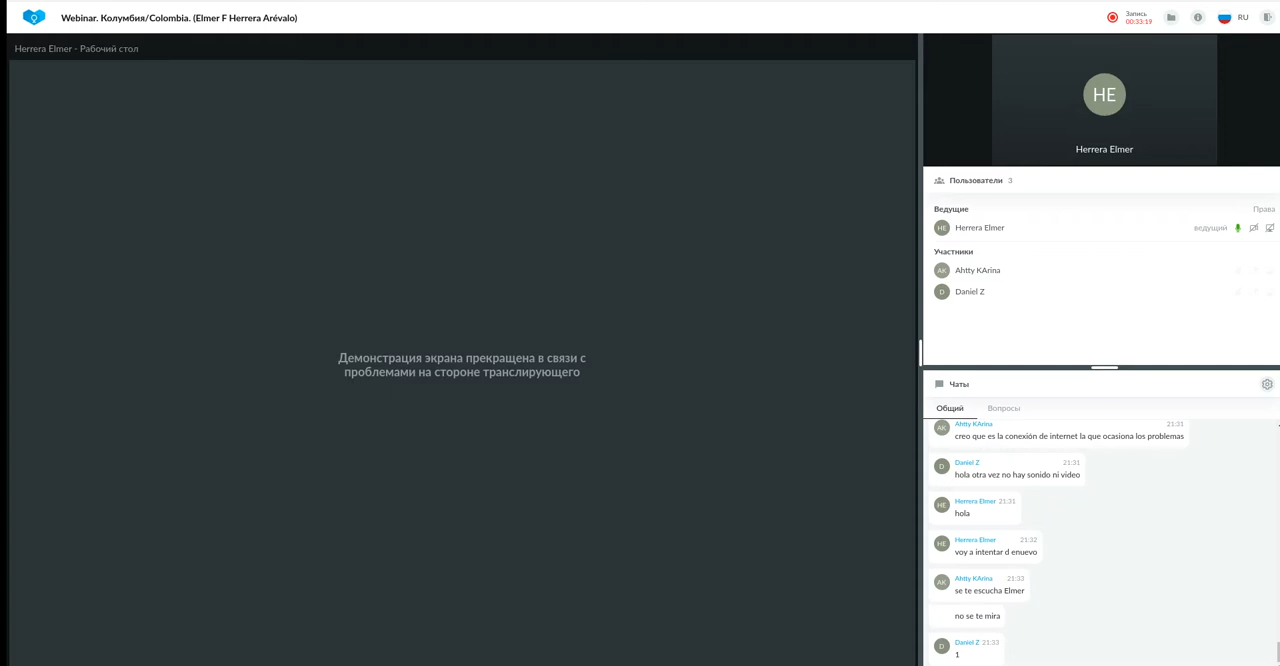 Webinar. Колумбия/Colombia. (Elmer F Herrera Arévalo)
Запись
00:33:19
RU
Herrera Elmer - Рабочий стол
Демонстрация экрана прекращена в связи с
проблемами на стороне транслирующего
HE
Herrera Elmer
Пользователи 3
Ведущие Права
HE Herrera Elmer ведущий
Участники
AK Ahtty KArina
D Daniel Z
Чаты
Общий Вопросы
AK Ahtty KArina 21:31
creo que es la conexión de internet la que ocasiona los problemas
D Daniel Z 21:31
hola otra vez no hay sonido ni video
HE Herrera Elmer 21:31
hola
HE Herrera Elmer 21:32
voy a intentar d enuevo
AK Ahtty KArina 21:33
se te escucha Elmer
no se te mira
D Daniel Z 21:33
1